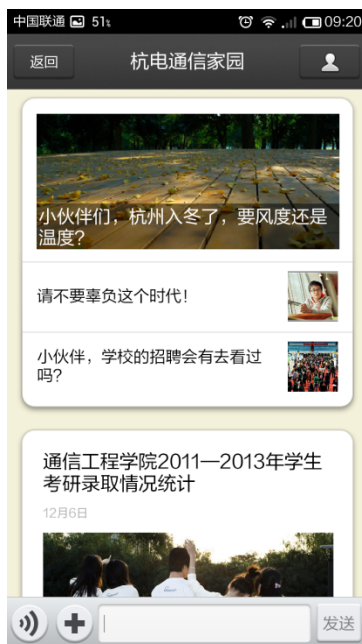 中国联通 51% 09:20
返回 杭电通信家园
小伙伴们，杭州入冬了，要风度还是
温度？
请不要辜负这个时代！
小伙伴，学校的招聘会有去看过
吗？
通信工程学院2011—2013年学生
考研录取情况统计
12月6日
发送